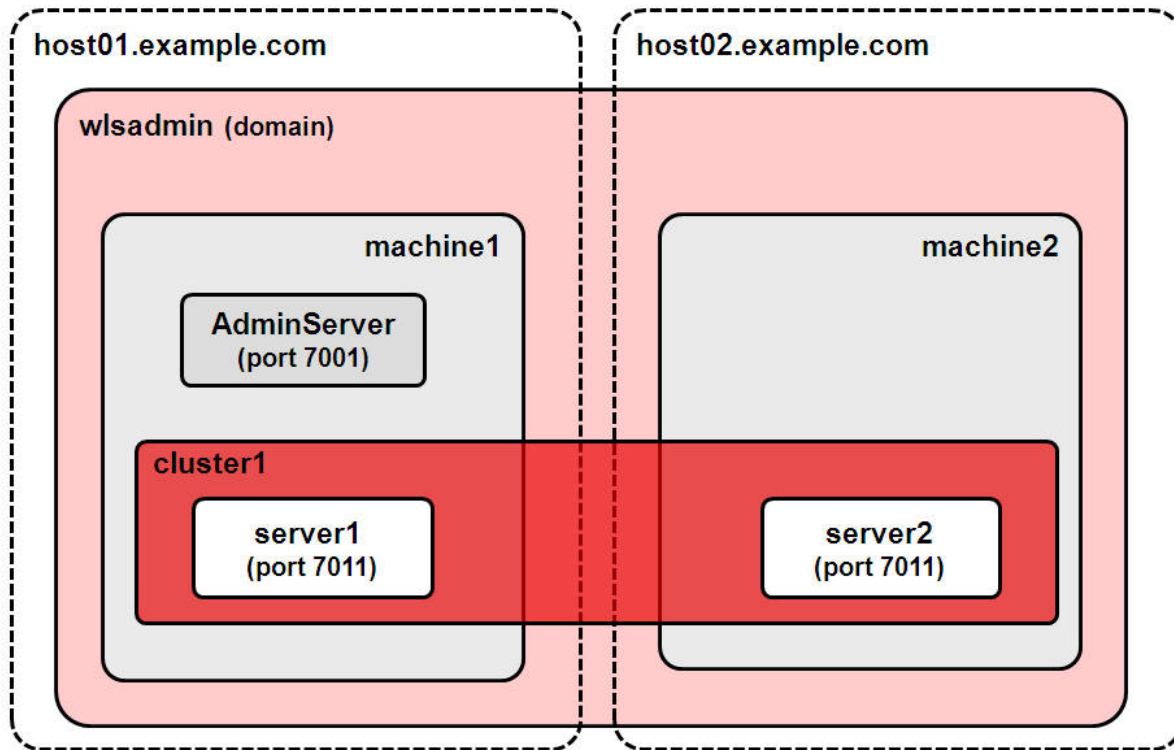 host01.example.com
host02.example.com
wlsadmin (domain)
machine1
machine2
AdminServer
(port 7001)
cluster1
server1
(port 7011)
server2
(port 7011)